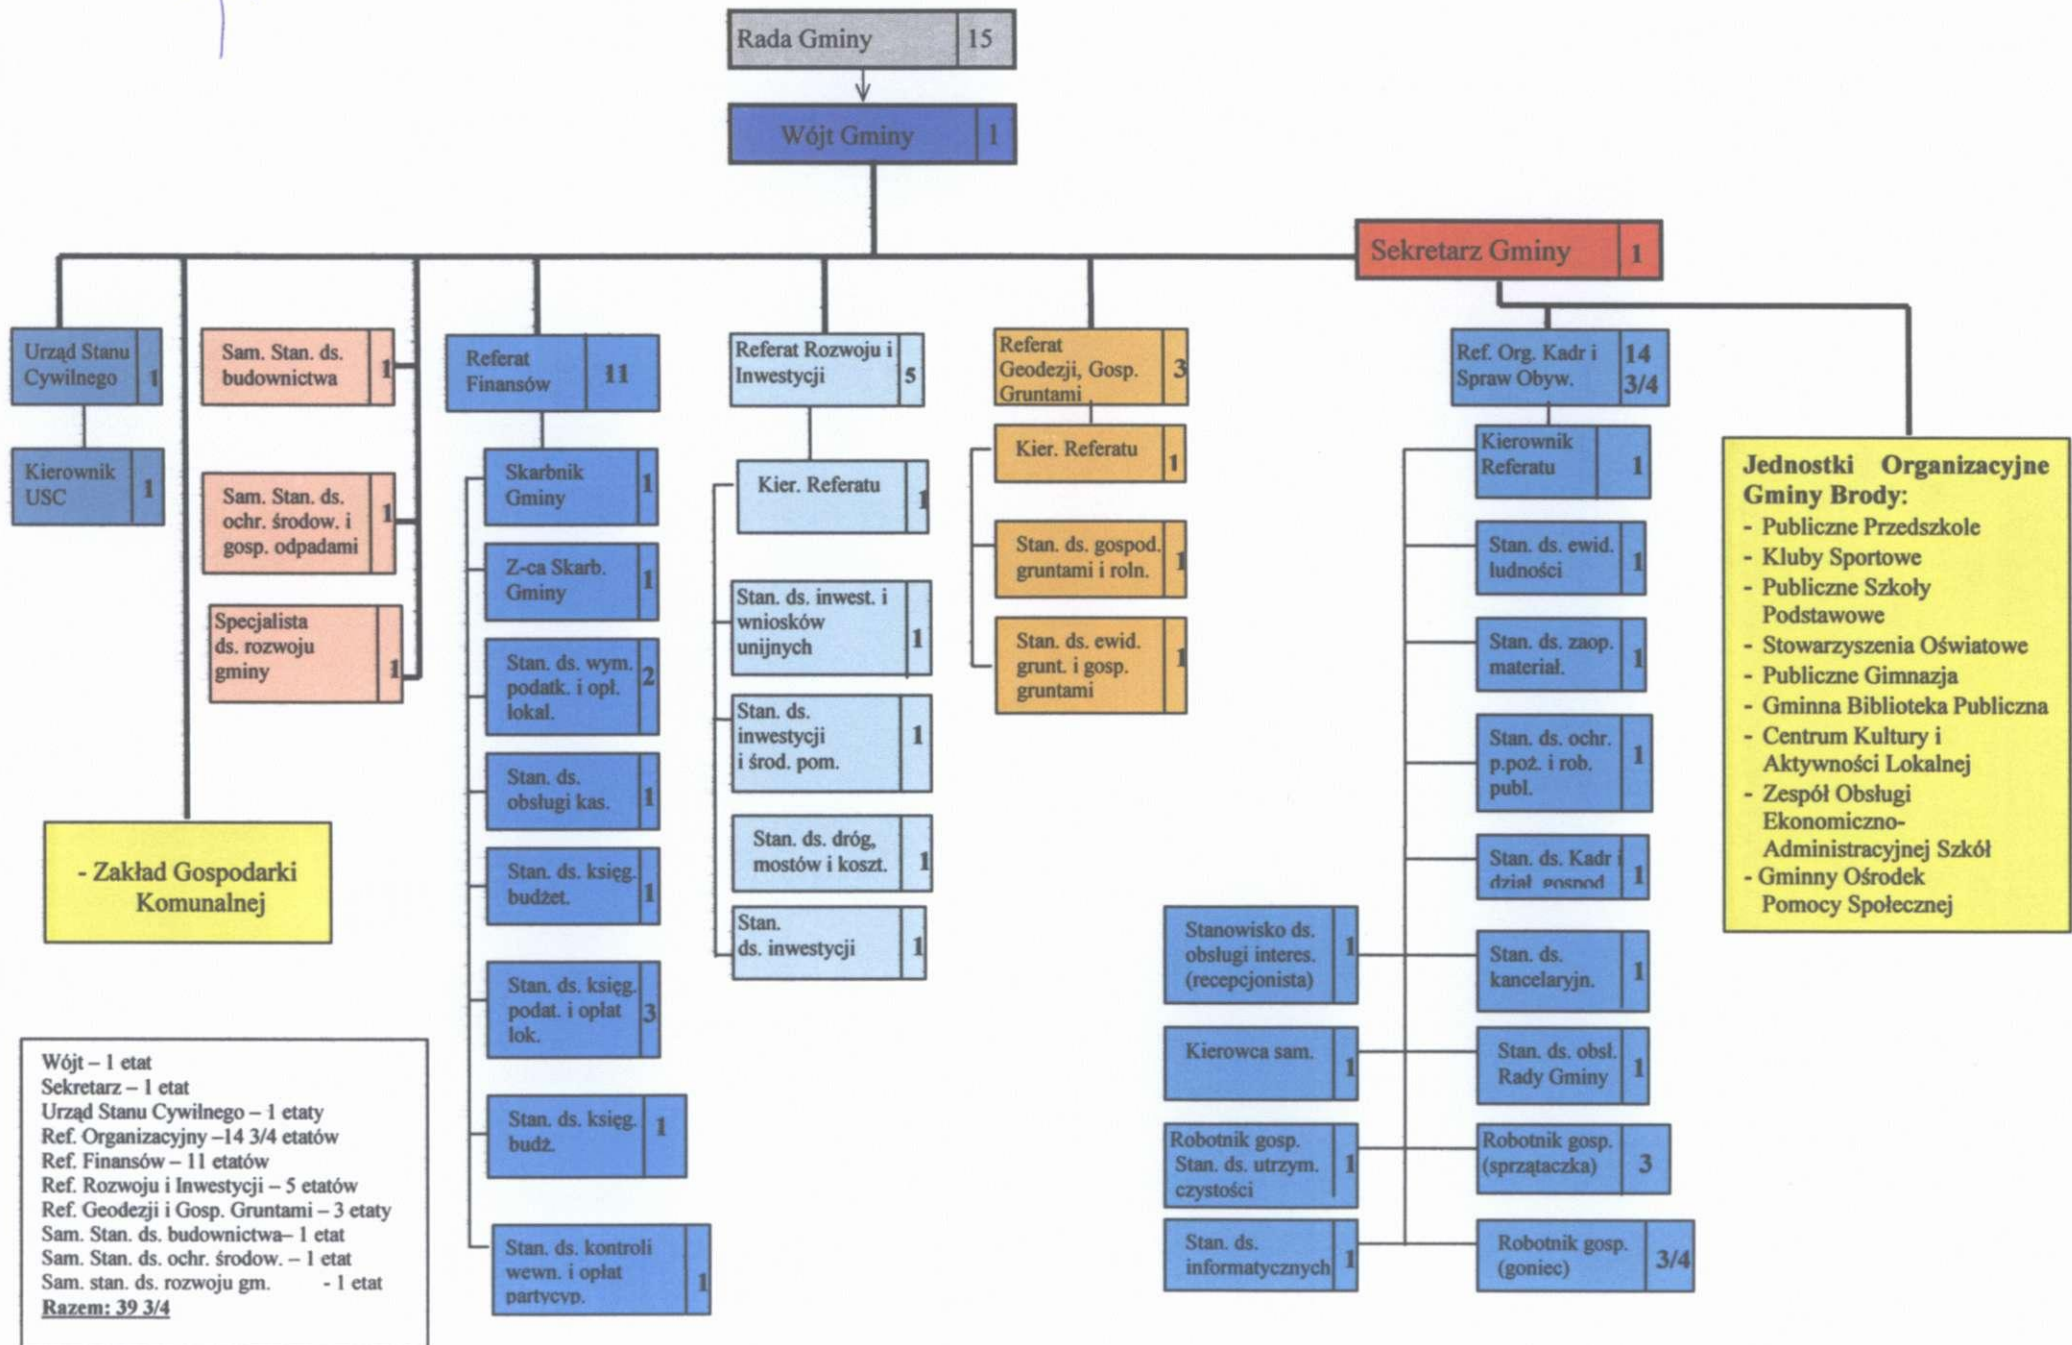 Rada Gminy 15
Wójt Gminy 1
Sekretarz Gminy 1
Urząd Stanu
Cywilnego 1
Kierownik
USC 1
Sam. Stan. ds.
budownictwa 1
Sam. Stan. ds.
ochr. środow. i
gosp. odpadami 1
Specjalista
ds. rozwoju
gminy 1
- Zakład Gospodarki
Komunalnej
Referat
Finansów 11
Skarbnik
Gminy 1
Z-ca Skarb.
Gminy 1
Stan. ds. wym.
podatk. i opł.
lokal. 2
Stan. ds.
obsługi kas. 1
Stan. ds. księg.
budżet. 1
Stan. ds. księg.
podat. i opłat
lok. 3
Stan. ds. księg.
budż. 1
Stan. ds. kontroli
wewn. i opłat
partycyp. 1
Referat Rozwoju i
Inwestycji 5
Kier. Referatu 1
Stan. ds. inwest. i
wniosków
unijnych 1
Stan. ds.
inwestycji
i środ. pom. 1
Stan. ds. dróg,
mostów i koszt. 1
Stan.
ds. inwestycji 1
Referat
Geodezji, Gosp.
Gruntami 3
Kier. Referatu 1
Stan. ds. gospod.
gruntami i roln. 1
Stan. ds. ewid.
grunt. i gosp.
gruntami 1
Ref. Org. Kadr i
Spraw Obyw. 14 3/4
Kierownik
Referatu 1
Stan. ds. ewid.
ludności 1
Stan. ds. zaop.
materiał. 1
Stan. ds. ochr.
p.poż. i rob.
publ. 1
Stan. ds. Kadr i
dział. gospod 1
Stanowisko ds.
obsługi interes.
(recepcjonista) 1
Stan. ds.
kancelaryjn. 1
Kierowca sam. 1
Stan. ds. obsł.
Rady Gminy 1
Robotnik gosp.
Stan. ds. utrzym.
czystości 1
Robotnik gosp.
(sprzątaczka) 3
Stan. ds.
informatycznych 1
Robotnik gosp.
(goniec) 3/4
Jednostki Organizacyjne
Gminy Brody:
- Publiczne Przedszkole
- Kluby Sportowe
- Publiczne Szkoły
Podstawowe
- Stowarzyszenia Oświatowe
- Publiczne Gimnazja
- Gminna Biblioteka Publiczna
- Centrum Kultury i
Aktywności Lokalnej
- Zespół Obsługi
Ekonomiczno-
Administracyjnej Szkół
- Gminny Ośrodek
Pomocy Społecznej
Wójt – 1 etat
Sekretarz – 1 etat
Urząd Stanu Cywilnego – 1 etaty
Ref. Organizacyjny –14 3/4 etatów
Ref. Finansów – 11 etatów
Ref. Rozwoju i Inwestycji – 5 etatów
Ref. Geodezji i Gosp. Gruntami – 3 etaty
Sam. Stan. ds. budownictwa– 1 etat
Sam. Stan. ds. ochr. środow. – 1 etat
Sam. stan. ds. rozwoju gm. - 1 etat
Razem: 39 3/4